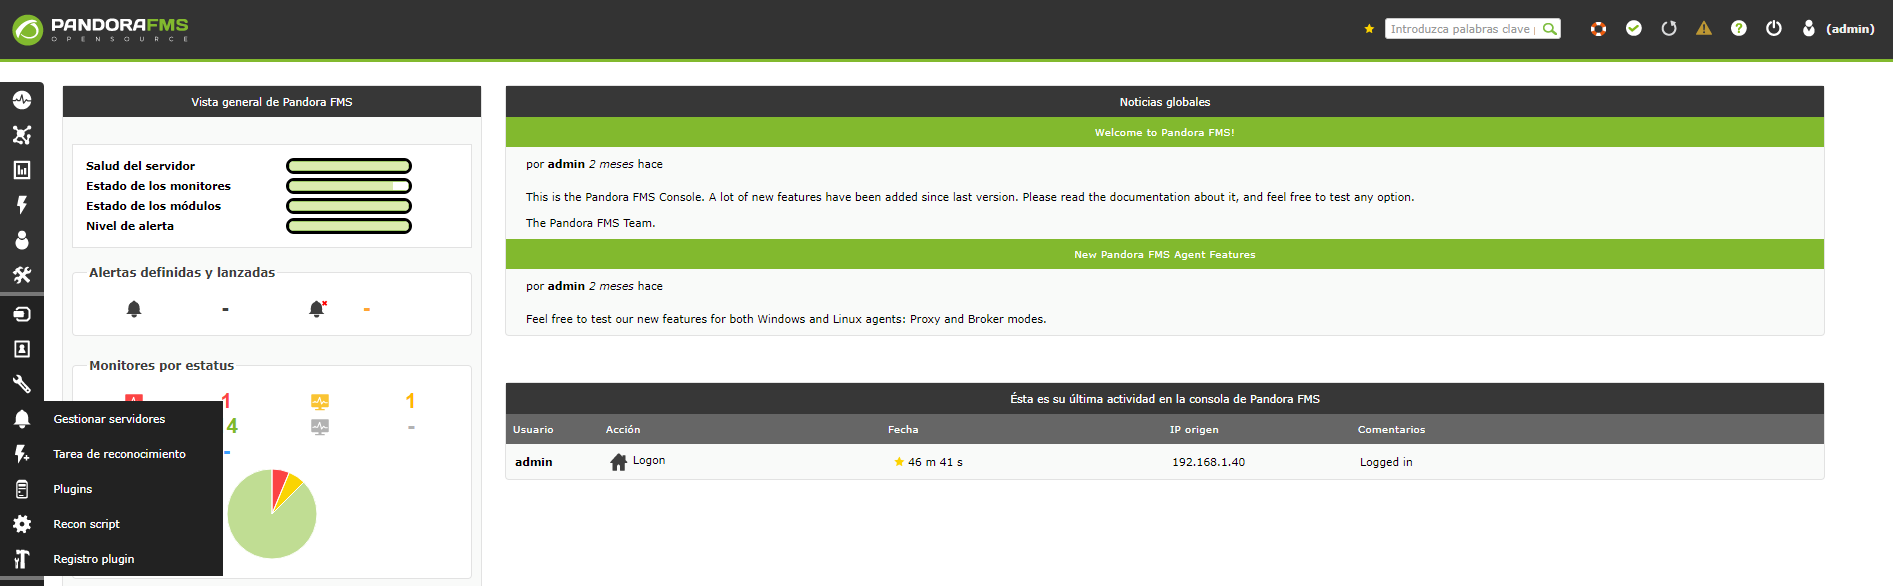 PANDORAFMS
OPENSOURCE
Introduzca palabras clave
(admin)
Vista general de Pandora FMS
Salud del servidor
Estado de los monitores
Estado de los módulos
Nivel de alerta
Alertas definidas y lanzadas
- -
Monitores por estatus
1 1
4 -
-
Gestionar servidores
Tarea de reconocimiento
Plugins
Recon script
Registro plugin
Noticias globales
Welcome to Pandora FMS!
por admin 2 meses hace
This is the Pandora FMS Console. A lot of new features have been added since last version. Please read the documentation about it, and feel free to test any option.
The Pandora FMS Team.
New Pandora FMS Agent Features
por admin 2 meses hace
Feel free to test our new features for both Windows and Linux agents: Proxy and Broker modes.
Ésta es su última actividad en la consola de Pandora FMS
Usuario Acción Fecha IP origen Comentarios
admin Logon 46 m 41 s 192.168.1.40 Logged in